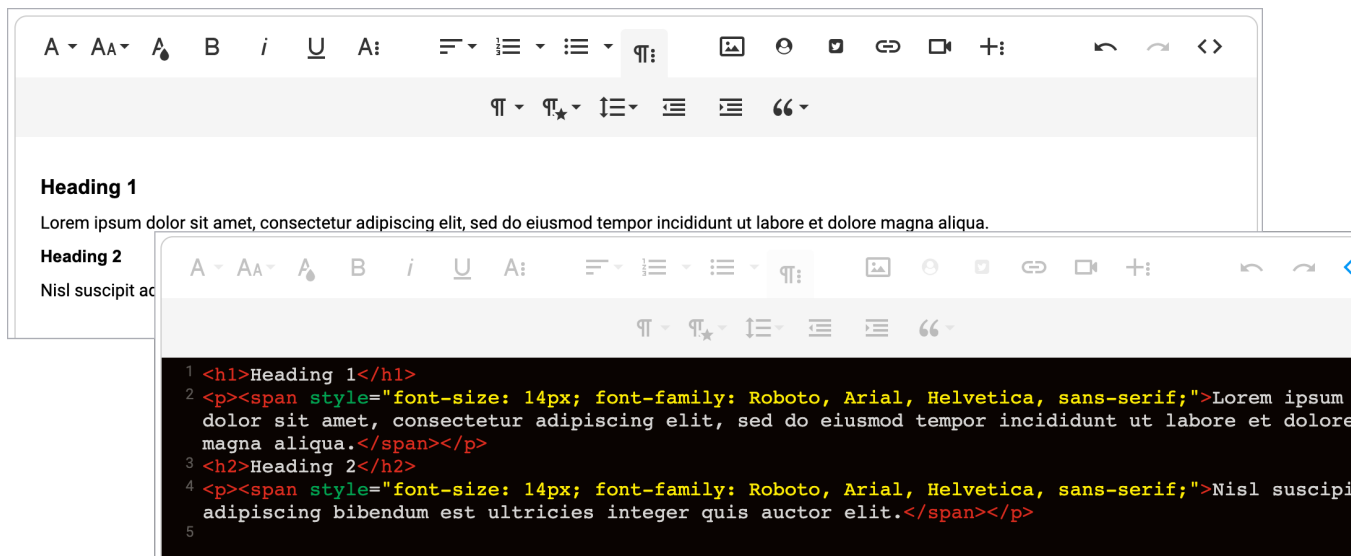 Heading 1
Lorem ipsum dolor sit amet, consectetur adipiscing elit, sed do eiusmod tempor incididunt ut labore et dolore magna aliqua.
Heading 2
Nisl suscipit
1 <h1>Heading 1</h1>
2 <p><span style="font-size: 14px; font-family: Roboto, Arial, Helvetica, sans-serif;">Lorem ipsum
dolor sit amet, consectetur adipiscing elit, sed do eiusmod tempor incididunt ut labore et dolore
magna aliqua.</span></p>
3 <h2>Heading 2</h2>
4 <p><span style="font-size: 14px; font-family: Roboto, Arial, Helvetica, sans-serif;">Nisl suscipi
adipiscing bibendum est ultricies integer quis auctor elit.</span></p>
5